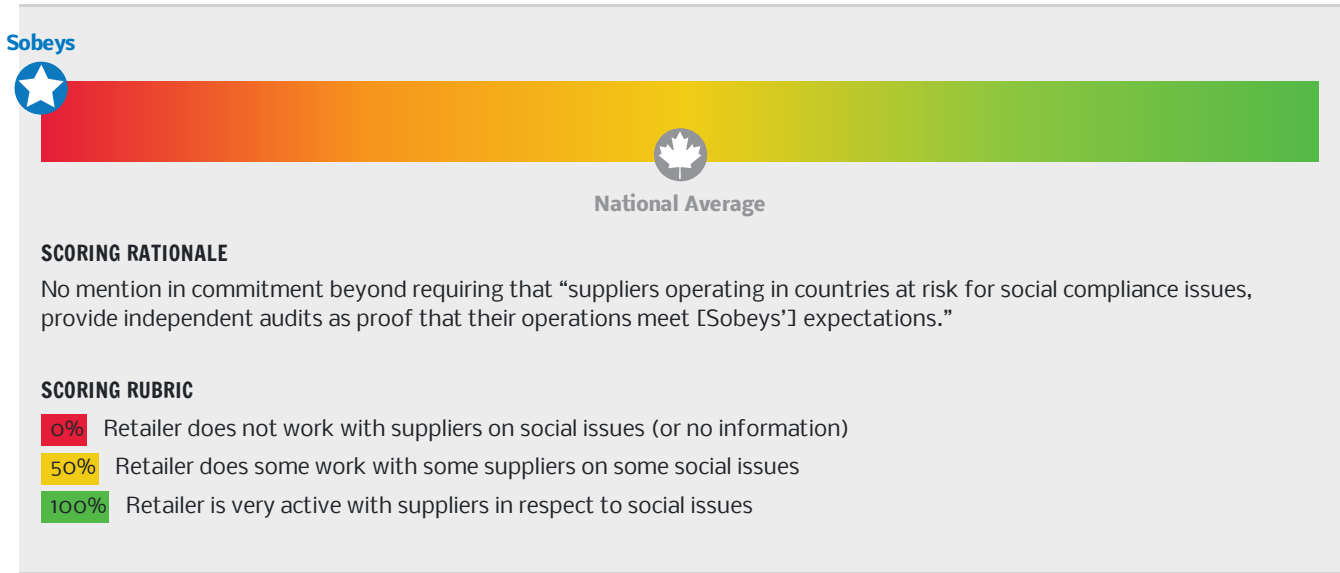 Sobeys
National Average
SCORING RATIONALE
No mention in commitment beyond requiring that “suppliers operating in countries at risk for social compliance issues,
provide independent audits as proof that their operations meet [Sobeys’] expectations.”
SCORING RUBRIC
0% Retailer does not work with suppliers on social issues (or no information)
50% Retailer does some work with some suppliers on some social issues
100% Retailer is very active with suppliers in respect to social issues